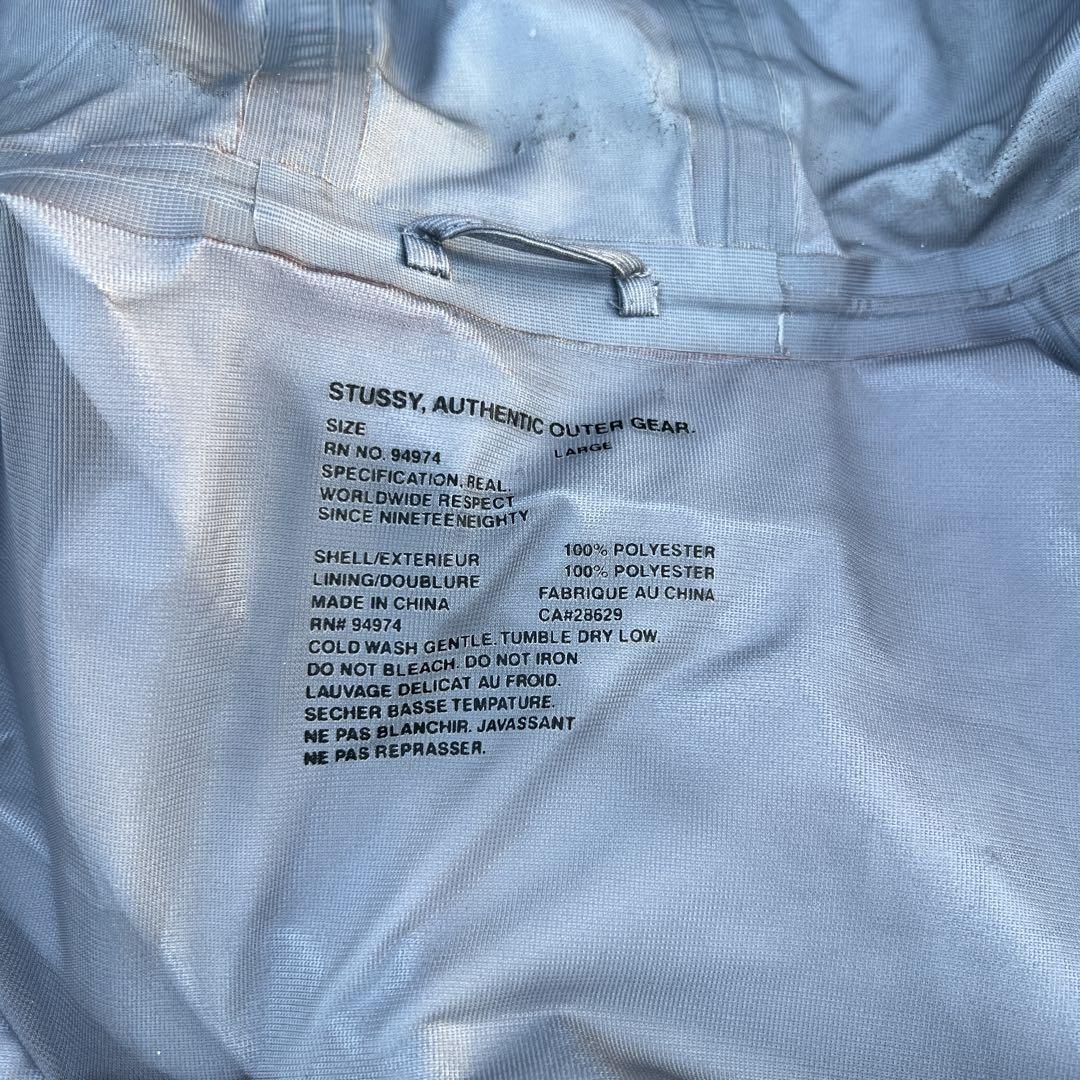 STUSSY, AUTHENTIC OUTER GEAR.
SIZE LARGE
RN NO. 94974
SPECIFICATION, REAL.
WORLDWIDE RESPECT
SINCE NINETEENEIGHTY
SHELL/EXTERIEUR 100% POLYESTER
LINING/DOUBLURE 100% POLYESTER
MADE IN CHINA FABRIQUE AU CHINA
RN# 94974 CA#28629
COLD WASH GENTLE. TUMBLE DRY LOW.
DO NOT BLEACH. DO NOT IRON
LAUVAGE DELICAT AU FROID.
SECHER BASSE TEMPATURE.
NE PAS BLANCHIR. JAVASSANT
NE PAS REPRASSER.